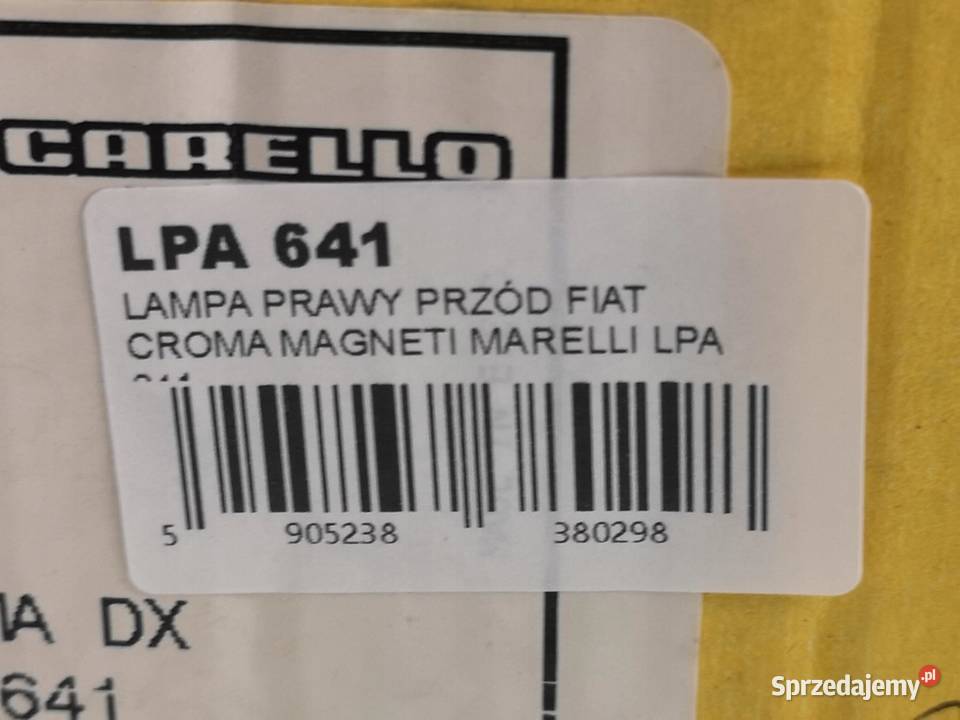 CARELLO
LPA 641
LAMPA PRAWY PRZÓD FIAT
CROMA MAGNETI MARELLI LPA
5 905238 380298
DX
641
Sprzedajemy.pl